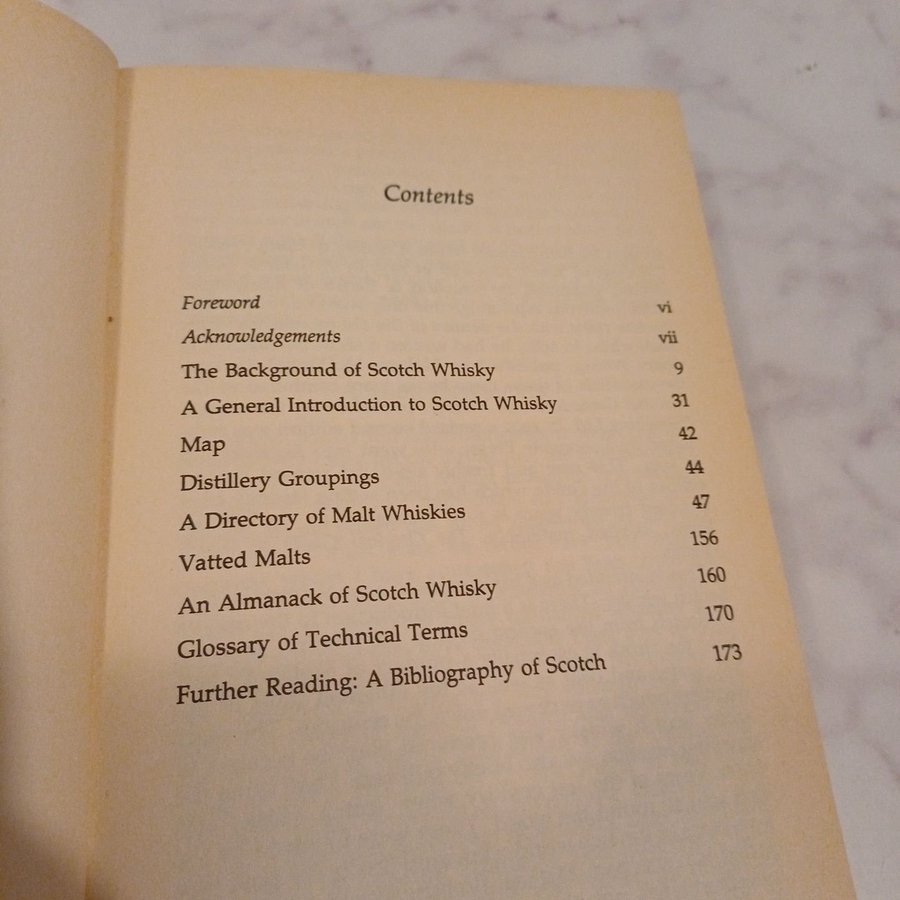 Contents
Foreword vi
Acknowledgements vii
The Background of Scotch Whisky 9
A General Introduction to Scotch Whisky 31
Map 42
Distillery Groupings 44
A Directory of Malt Whiskies 47
Vatted Malts 156
An Almanack of Scotch Whisky 160
Glossary of Technical Terms 170
Further Reading: A Bibliography of Scotch 173